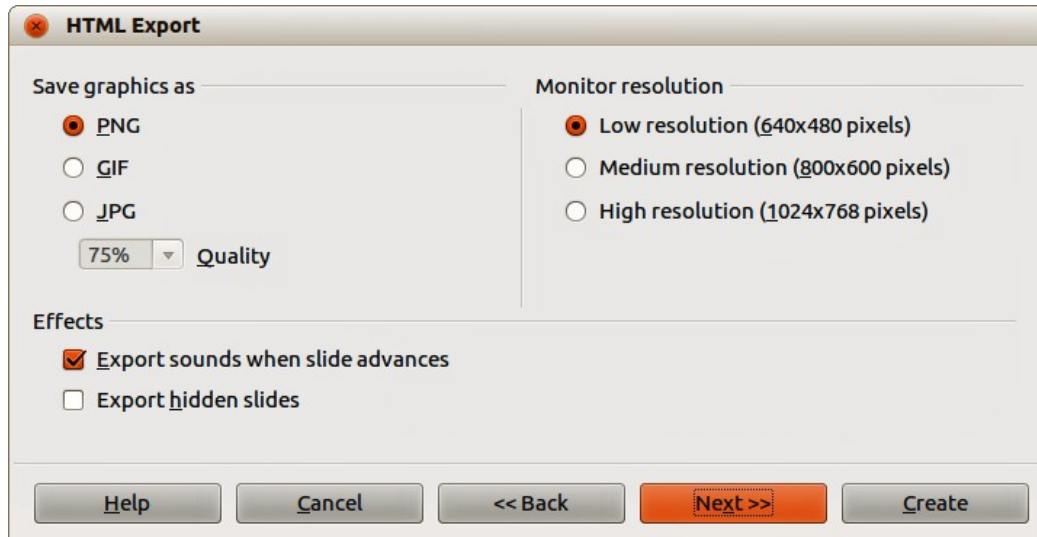 HTML Export
Save graphics as
PNG
GIF
JPG
75% Quality
Monitor resolution
Low resolution (640x480 pixels)
Medium resolution (800x600 pixels)
High resolution (1024x768 pixels)
Effects
Export sounds when slide advances
Export hidden slides
Help Cancel << Back Next >> Create